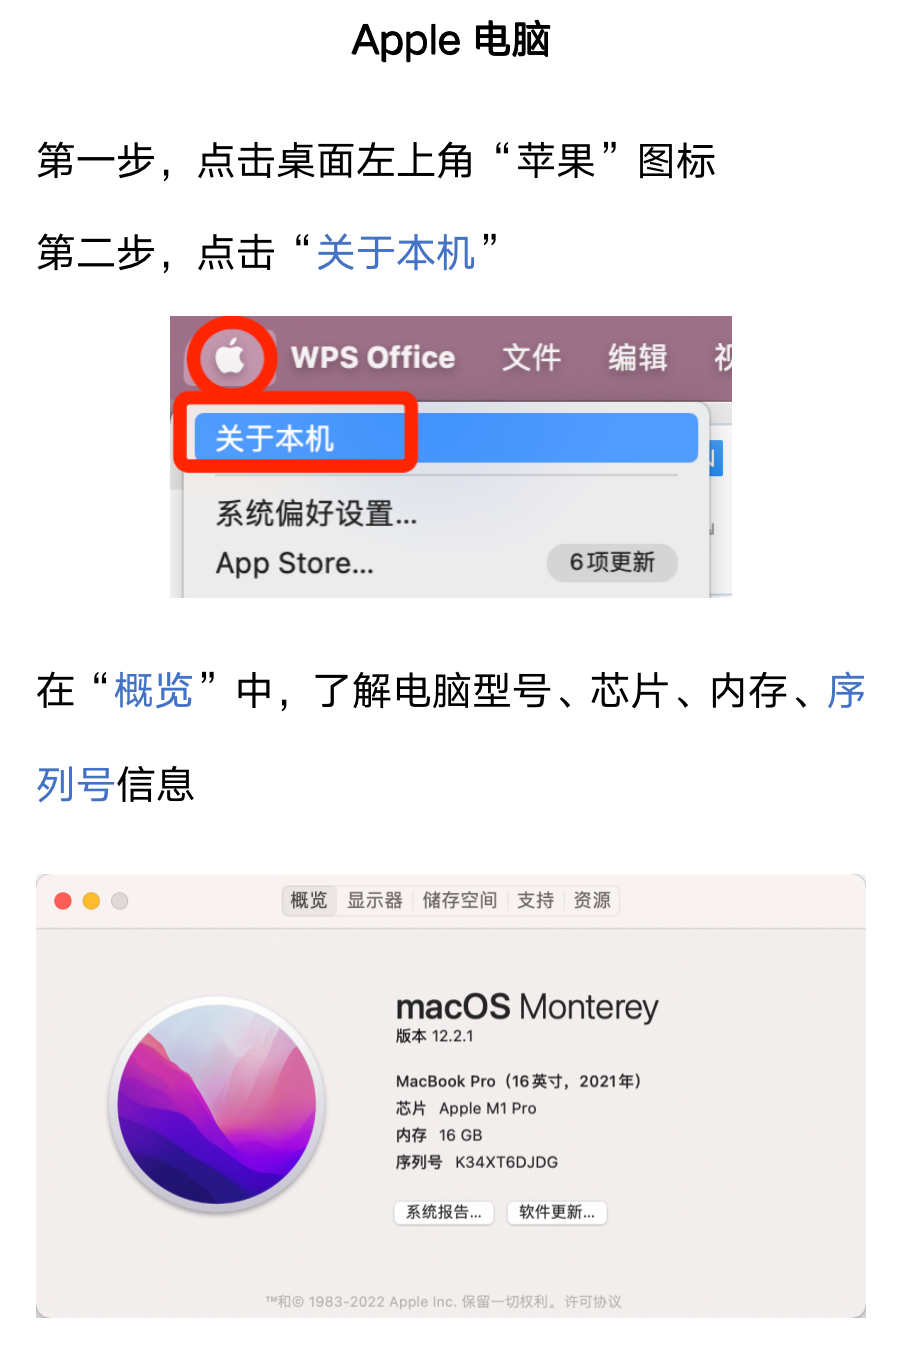 Apple 电脑
第一步，点击桌面左上角“苹果”图标
第二步，点击“关于本机”
WPS Office 文件 编辑
关于本机
系统偏好设置...
App Store... 6项更新
在“概览”中，了解电脑型号、芯片、内存、序
列号信息
概览 显示器 储存空间 支持 资源
macOS Monterey
版本 12.2.1
MacBook Pro（16英寸，2021年）
芯片 Apple M1 Pro
内存 16 GB
序列号 K34XT6DJDG
系统报告... 软件更新...
™和© 1983-2022 Apple Inc. 保留一切权利。许可协议